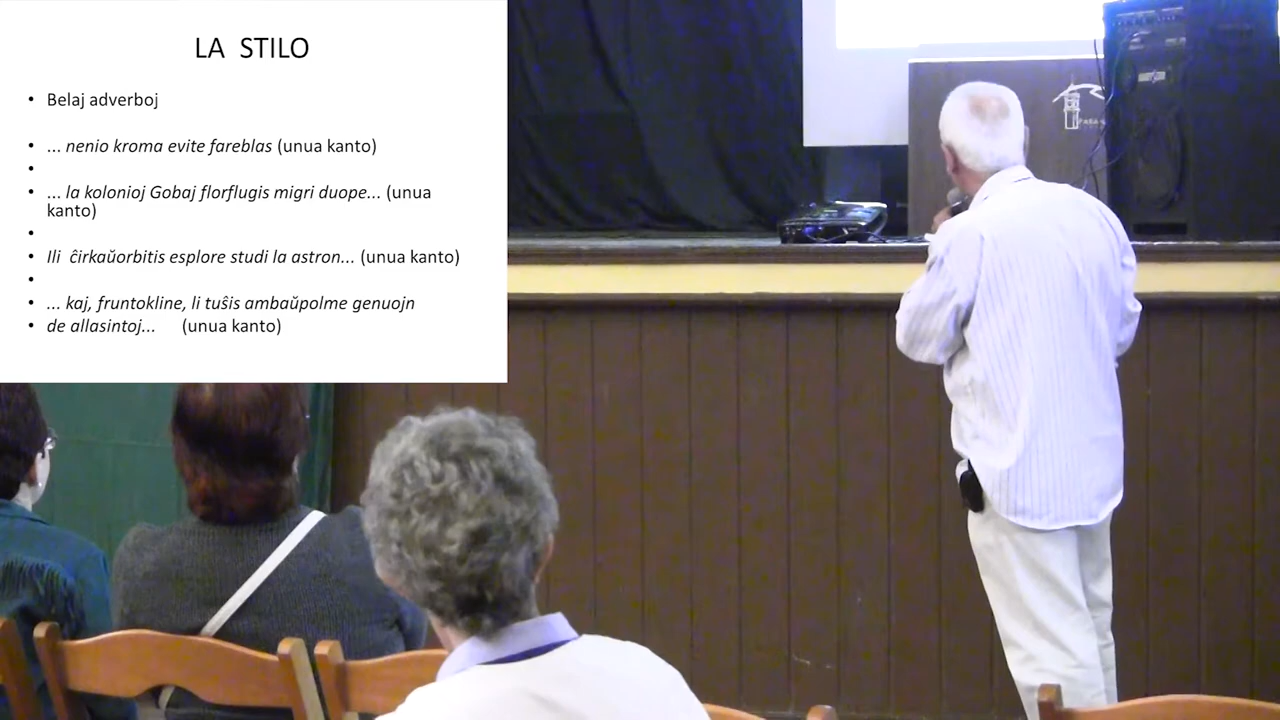 LA STILO
• Belaj adverboj
• ... nenio kroma evite fareblas (unua kanto)
•
• ... la kolonioj Gobaj florflugis migri duope... (unua
kanto)
•
• Ili ĉirkaŭorbitis esplore studi la astron... (unua kanto)
•
• ... kaj, fruntokline, li tuŝis ambaŭpolme genuojn
• de allasintoj... (unua kanto)